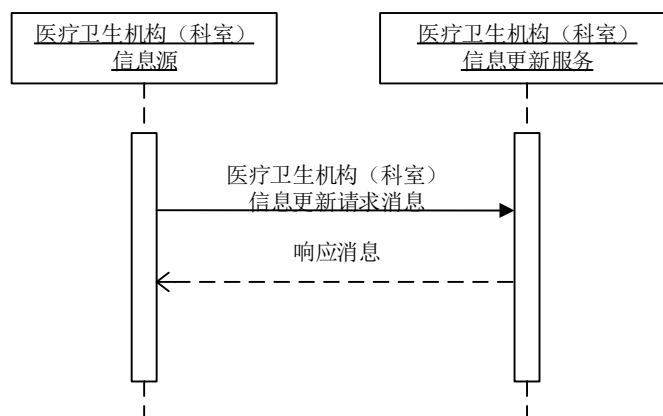 医疗卫生机构（科室）
信息源
医疗卫生机构（科室）
信息更新服务
医疗卫生机构（科室）
信息更新请求消息
响应消息